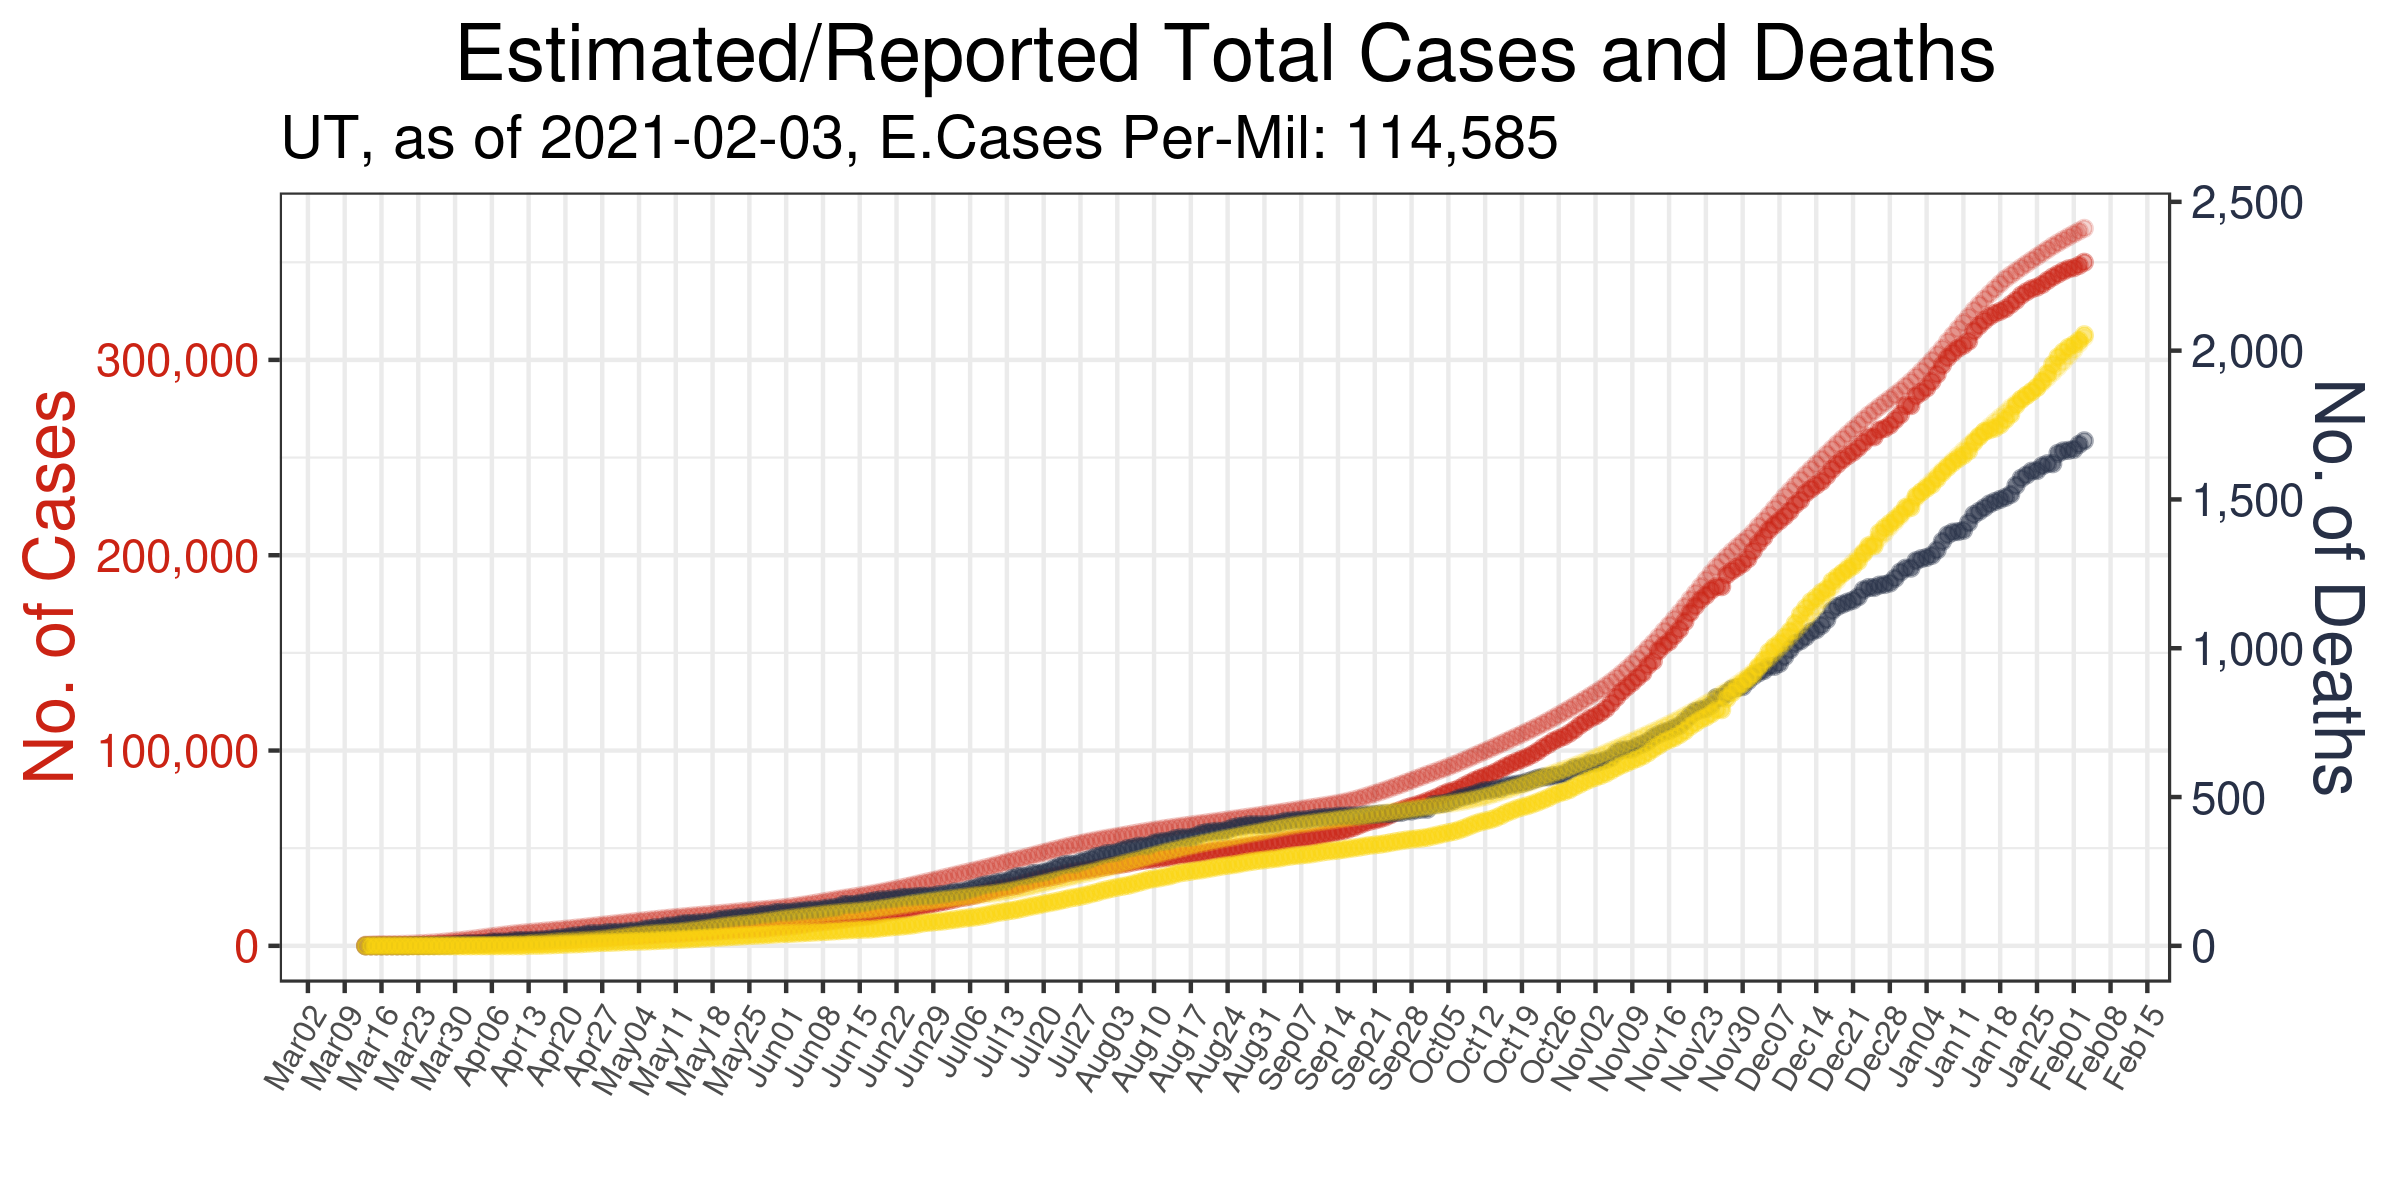 Estimated/Reported Total Cases and Deaths
UT, as of 2021-02-03, E.Cases Per-Mil: 114,585
No. of Cases
300,000
200,000
100,000
0
2,500
2,000
1,500
1,000
500
0
No. of Deaths
Mar02
Mar09
Mar16
Mar23
Mar30
Apr06
Apr13
Apr20
Apr27
May04
May11
May18
May25
Jun01
Jun08
Jun15
Jun22
Jun29
Jul06
Jul13
Jul20
Jul27
Aug03
Aug10
Aug17
Aug24
Aug31
Sep07
Sep14
Sep21
Sep28
Oct05
Oct12
Oct19
Oct26
Nov02
Nov09
Nov16
Nov23
Nov30
Dec07
Dec14
Dec21
Dec28
Jan04
Jan11
Jan18
Jan25
Feb01
Feb08
Feb15